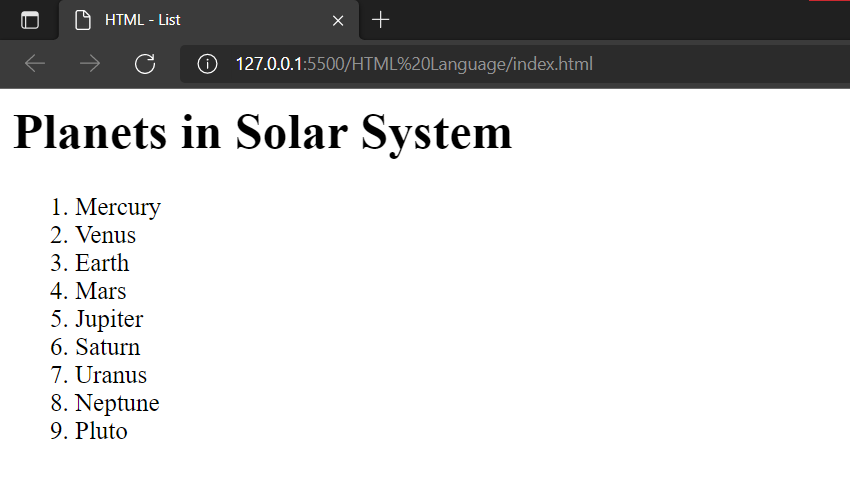 HTML - List
127.0.0.1:5500/HTML%20Language/index.html
Planets in Solar System
1. Mercury
2. Venus
3. Earth
4. Mars
5. Jupiter
6. Saturn
7. Uranus
8. Neptune
9. Pluto